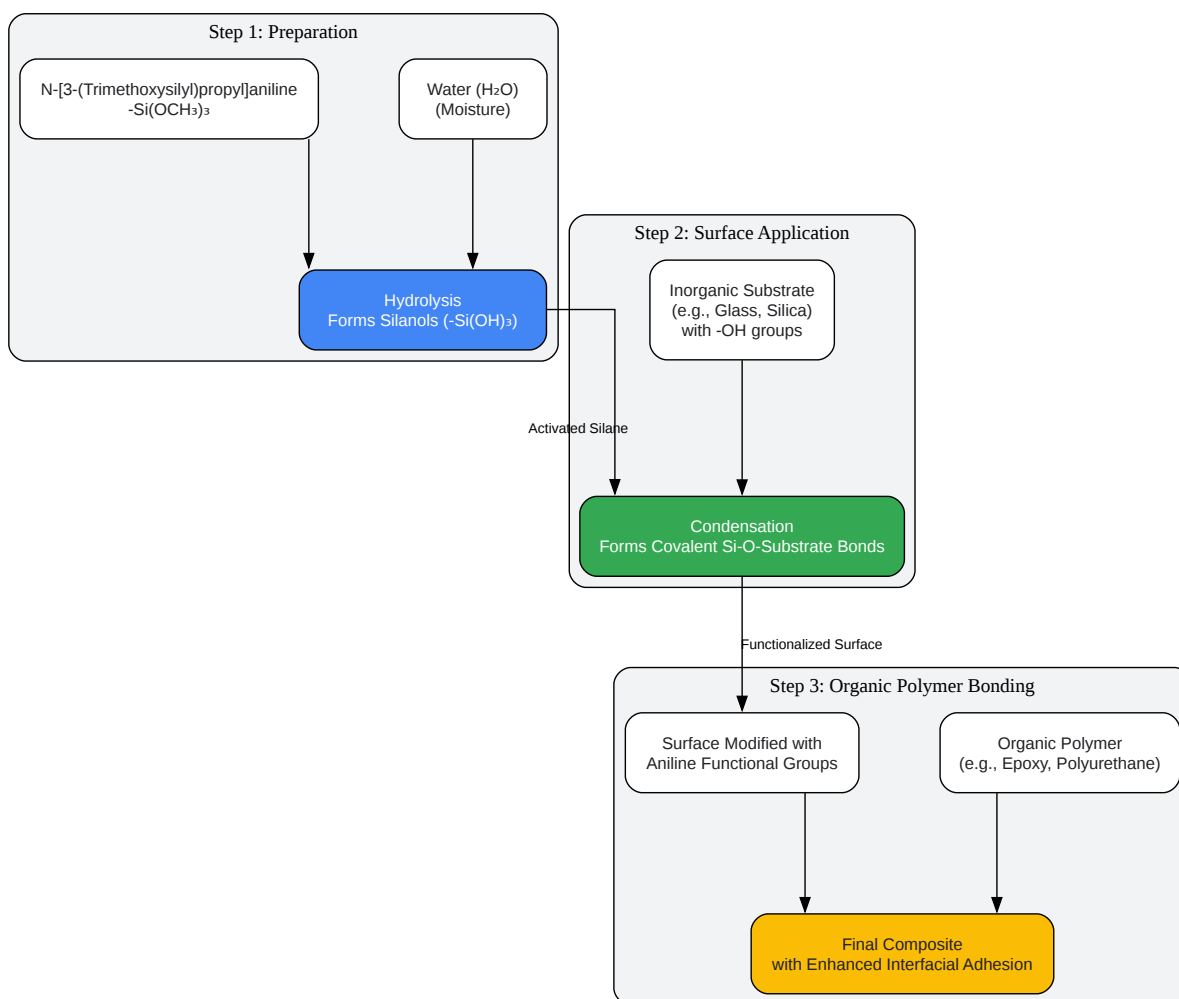 Step 1: Preparation
N-[3-(Trimethoxysilyl)propyl]aniline
-Si(OCH₃)₃
Water (H₂O)
(Moisture)
Hydrolysis
Forms Silanols (-Si(OH)₃)
Step 2: Surface Application
Inorganic Substrate
(e.g., Glass, Silica)
with -OH groups
Activated Silane
Condensation
Forms Covalent Si-O-Substrate Bonds
Functionalized Surface
Step 3: Organic Polymer Bonding
Surface Modified with
Aniline Functional Groups
Organic Polymer
(e.g., Epoxy, Polyurethane)
Final Composite
with Enhanced Interfacial Adhesion